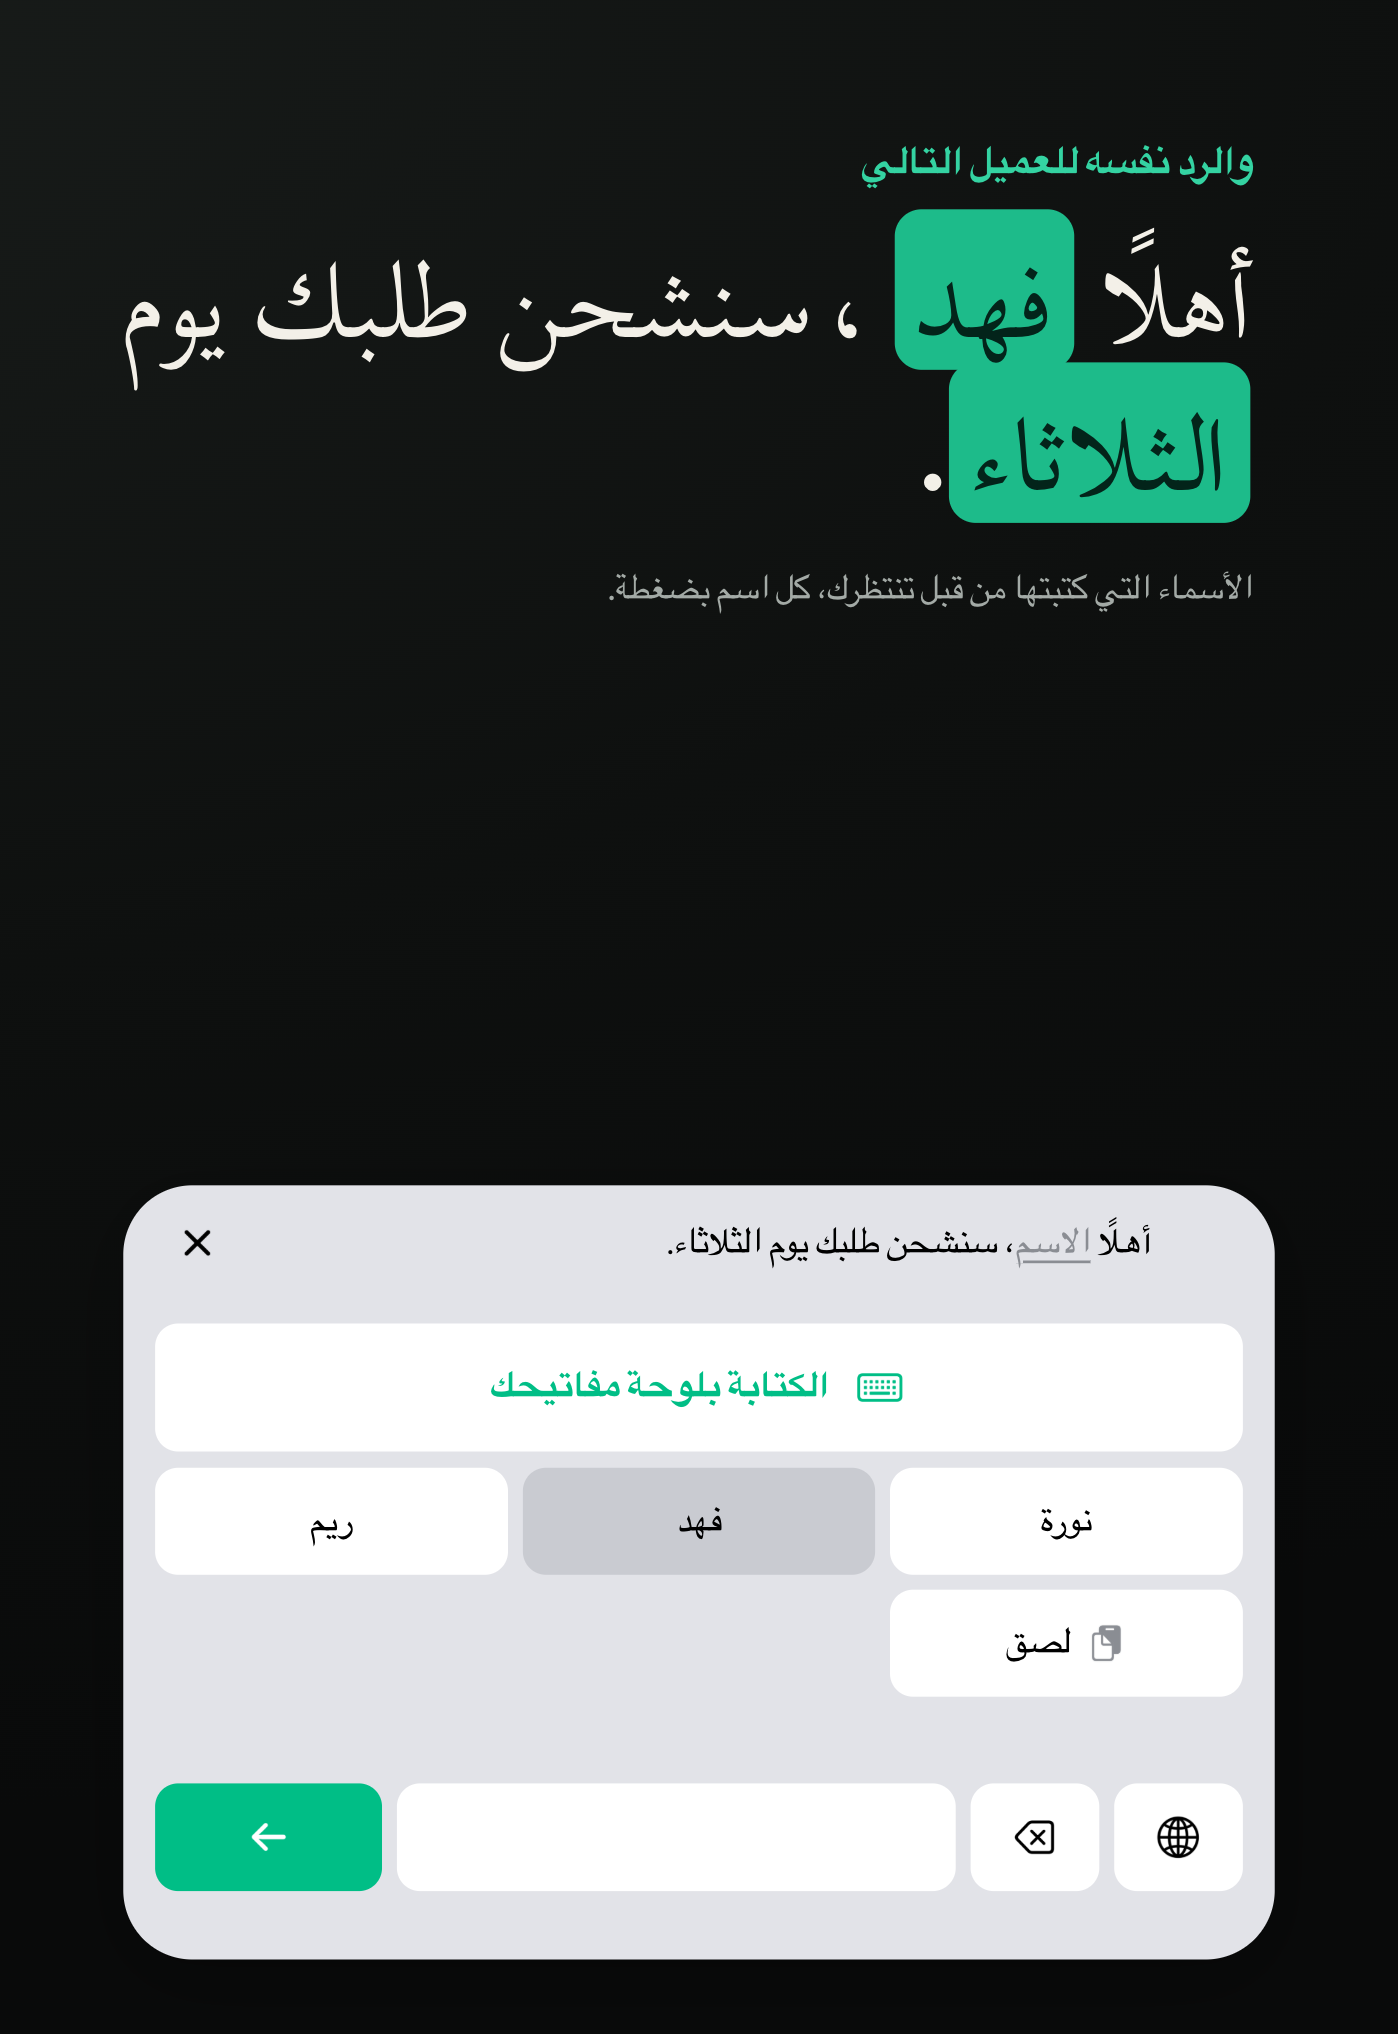 والرد نفسه للعميل التالي
أهلًا فهد، سنشحن طلبك يوم
الثلاثاء.
الأسماء التي كتبتها من قبل تنتظرك، كل اسم بضغطة.
أهلًا الاسم، سنشحن طلبك يوم الثلاثاء.
الكتابة بلوحة مفاتيحك
نورة
فهد
ريم
لصق